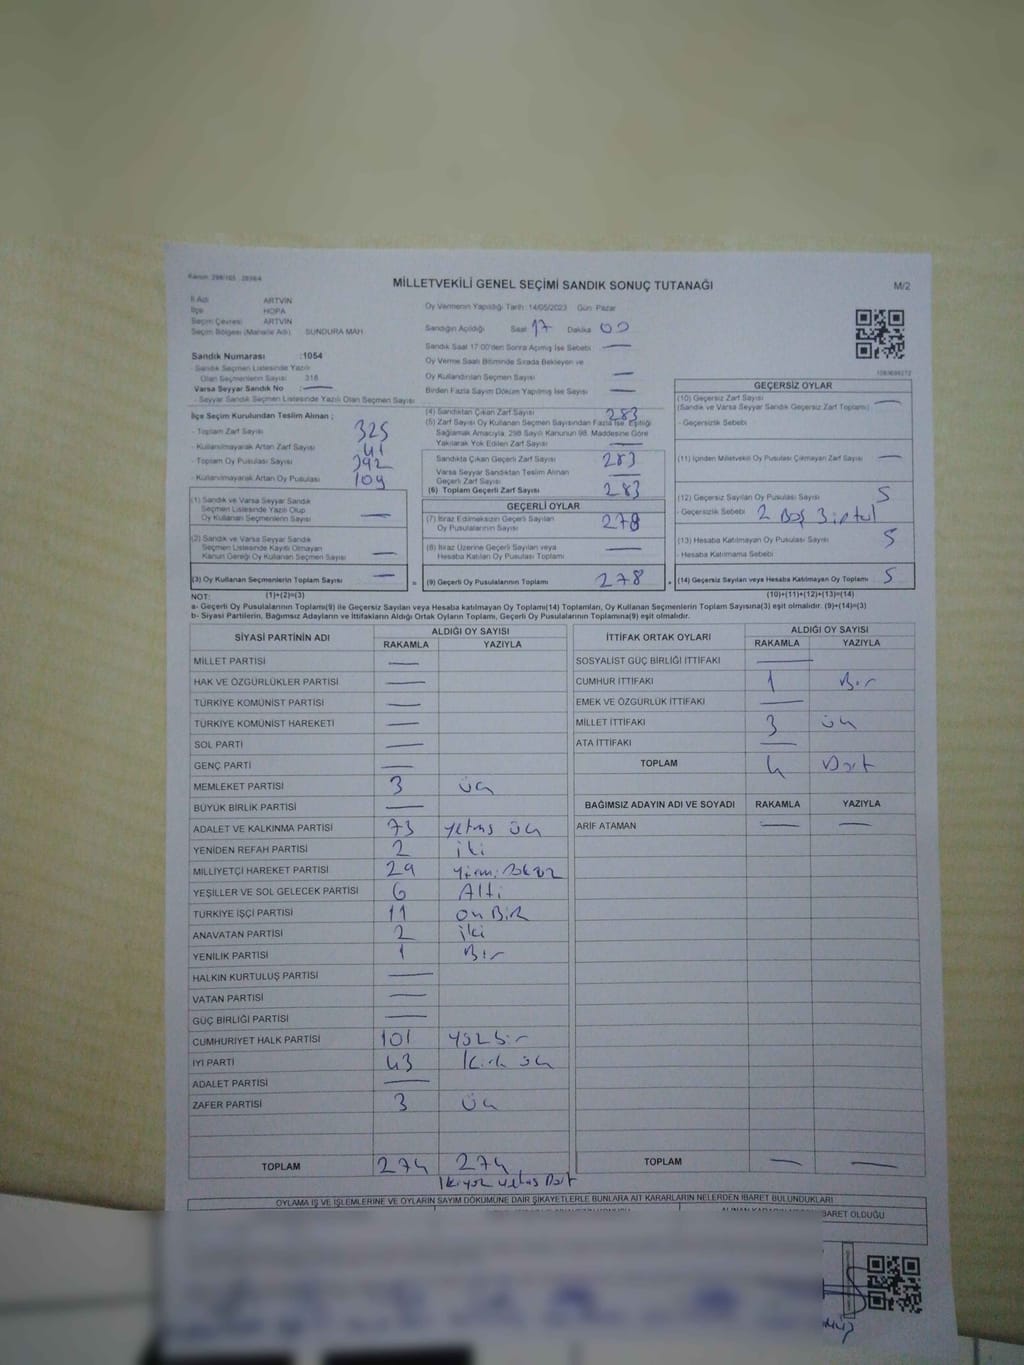 MİLLETVEKİLİ GENEL SEÇİMİ SANDIK SONUÇ TUTANAĞI
M/2
İl Adı ARTVİN
İlçe HOPA
Seçim Çevresi ARTVİN
Seçim Bölgesi (Mahalle Adı) SUNDURA MAH
Sandık Numarası :1054
Sandık Seçmen Listesinde Yazılı
Olan Seçmenlerin Sayısı 316
Varsa Seyyar Sandık No : —
- Seyyar Sandık Seçmen Listesinde Yazılı Olan Seçmen Sayısı
Oy Vermenin Yapıldığı Tarih :14/05/2023 Gün: Pazar
Sandığın Açıldığı Saat 17 Dakika 00
Sandık Saat 17:00'den Sonra Açılmış İse Sebebi —
Oy Verme Saati Bitiminde Sırada Bekleyen ve
Oy Kullandırılan Seçmen Sayısı —
Birden Fazla Sayım Döküm Yapılmış İse Sayısı —
İlçe Seçim Kurulundan Teslim Alınan ;
- Toplam Zarf Sayısı 325
- Kullanılmayarak Artan Zarf Sayısı 41
- Toplam Oy Pusulası Sayısı 392
- Kullanılmayarak Artan Oy Pusulası 109
(1) Sandık ve Varsa Seyyar Sandık
Seçmen Listesinde Yazılı Olup
Oy Kullanan Seçmenlerin Sayısı —
(2) Sandık ve Varsa Seyyar Sandık
Seçmen Listesinde Kayıtlı Olmayan
Kanun Gereği Oy Kullanan Seçmen Sayısı —
(3) Oy Kullanan Seçmenlerin Toplam Sayısı —
(4) Sandıktan Çıkan Zarf Sayısı 283
(5) Zarf Sayısı Oy Kullanan Seçmen Sayısından Fazla İse, Eşitliği
Sağlamak Amacıyla, 298 Sayılı Kanunun 98. Maddesine Göre
Yakılarak Yok Edilen Zarf Sayısı —
Sandıkta Çıkan Geçerli Zarf Sayısı 283
Varsa Seyyar Sandıktan Teslim Alınan
Geçerli Zarf Sayısı —
(6) Toplam Geçerli Zarf Sayısı 283
GEÇERLİ OYLAR
(7) İtiraz Edilmeksizin Geçerli Sayılan
Oy Pusulalarının Sayısı 278
(8) İtiraz Üzerine Geçerli Sayılan veya
Hesaba Katılan Oy Pusulası Toplamı —
= (9) Geçerli Oy Pusulalarının Toplamı 278
GEÇERSİZ OYLAR
(10) Geçersiz Zarf Sayısı —
(Sandık ve Varsa Seyyar Sandık Geçersiz Zarf Toplamı)
- Geçersizlik Sebebi
(11) İçinden Milletvekili Oy Pusulası Çıkmayan Zarf Sayısı —
(12) Geçersiz Sayılan Oy Pusulası Sayısı 5
- Geçersizlik Sebebi 2 Boş 3 iptal
(13) Hesaba Katılmayan Oy Pusulası Sayısı 5
- Hesaba Katılmama Sebebi
+ (14) Geçersiz Sayılan veya Hesaba Katılmayan Oy Toplamı 5
NOT: (1)+(2)=(3) (10)+(11)+(12)+(13)=(14)
a- Geçerli Oy Pusulalarının Toplamı(9) ile Geçersiz Sayılan veya Hesaba katılmayan Oy Toplamı(14) Toplamları, Oy Kullanan Seçmenlerin Toplam Sayısına(3) eşit olmalıdır. (9)+(14)=(3)
b- Siyasi Partilerin, Bağımsız Adayların ve İttifakların Aldığı Oy Toplamı, Geçerli Oy Pusulalarının Toplamına(9) eşit olmalıdır.
SİYASİ PARTİNİN ADI ALDIĞI OY SAYISI
RAKAMLA YAZIYLA
MİLLET PARTİSİ —
HAK VE ÖZGÜRLÜKLER PARTİSİ —
TÜRKİYE KOMÜNİST PARTİSİ —
TÜRKİYE KOMÜNİST HAREKETİ —
SOL PARTİ —
GENÇ PARTİ —
MEMLEKET PARTİSİ 3 üç
BÜYÜK BİRLİK PARTİSİ —
ADALET VE KALKINMA PARTİSİ 73 yetmiş üç
YENİDEN REFAH PARTİSİ 2 iki
MİLLİYETÇİ HAREKET PARTİSİ 29
YEŞİLLER VE SOL GELECEK PARTİSİ 6 Altı
TÜRKİYE İŞÇİ PARTİSİ 11 on Bir
ANAVATAN PARTİSİ 2 iki
YENİLİK PARTİSİ 1 Bir
HALKIN KURTULUŞ PARTİSİ —
VATAN PARTİSİ —
GÜÇ BİRLİĞİ PARTİSİ —
CUMHURİYET HALK PARTİSİ 101 yüz bir
İYİ PARTİ 43 Kırk üç
ADALET PARTİSİ —
ZAFER PARTİSİ 3 üç
TOPLAM 274 274
ikiyüz yetmiş Dört
İTTİFAK ORTAK OYLARI ALDIĞI OY SAYISI
RAKAMLA YAZIYLA
SOSYALİST GÜÇ BİRLİĞİ İTTİFAKI —
CUMHUR İTTİFAKI 1 Bir
EMEK VE ÖZGÜRLÜK İTTİFAKI —
MİLLET İTTİFAKI 3 üç
ATA İTTİFAKI —
TOPLAM 4 Dört
BAĞIMSIZ ADAYIN ADI VE SOYADI RAKAMLA YAZIYLA
ARİF ATAMAN — —
TOPLAM — —
OYLAMA İŞ VE İŞLEMLERİNE VE OYLARIN SAYIM DÖKÜMÜNE DAİR ŞİKAYETLERLE BUNLARA AİT KARARLARIN NELERDEN İBARET BULUNDUKLARI
İBARET OLDUĞU